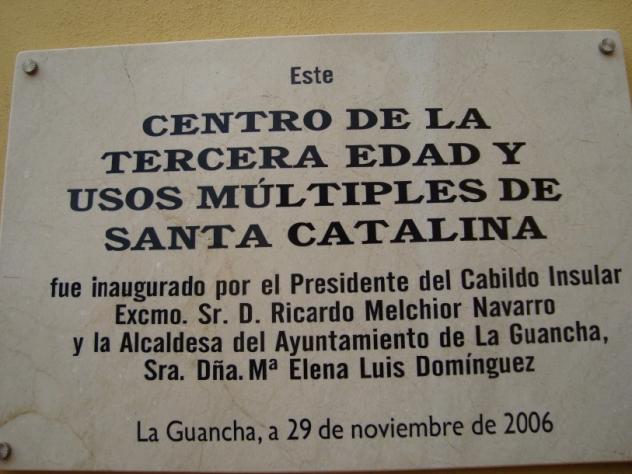 Este
CENTRO DE LA
TERCERA EDAD Y
USOS MÚLTIPLES DE
SANTA CATALINA
fue inaugurado por el Presidente del Cabildo Insular
Excmo. Sr. D. Ricardo Melchior Navarro
y la Alcaldesa del Ayuntamiento de La Guancha,
Sra. Dña. Mª Elena Luis Domínguez
La Guancha, a 29 de noviembre de 2006